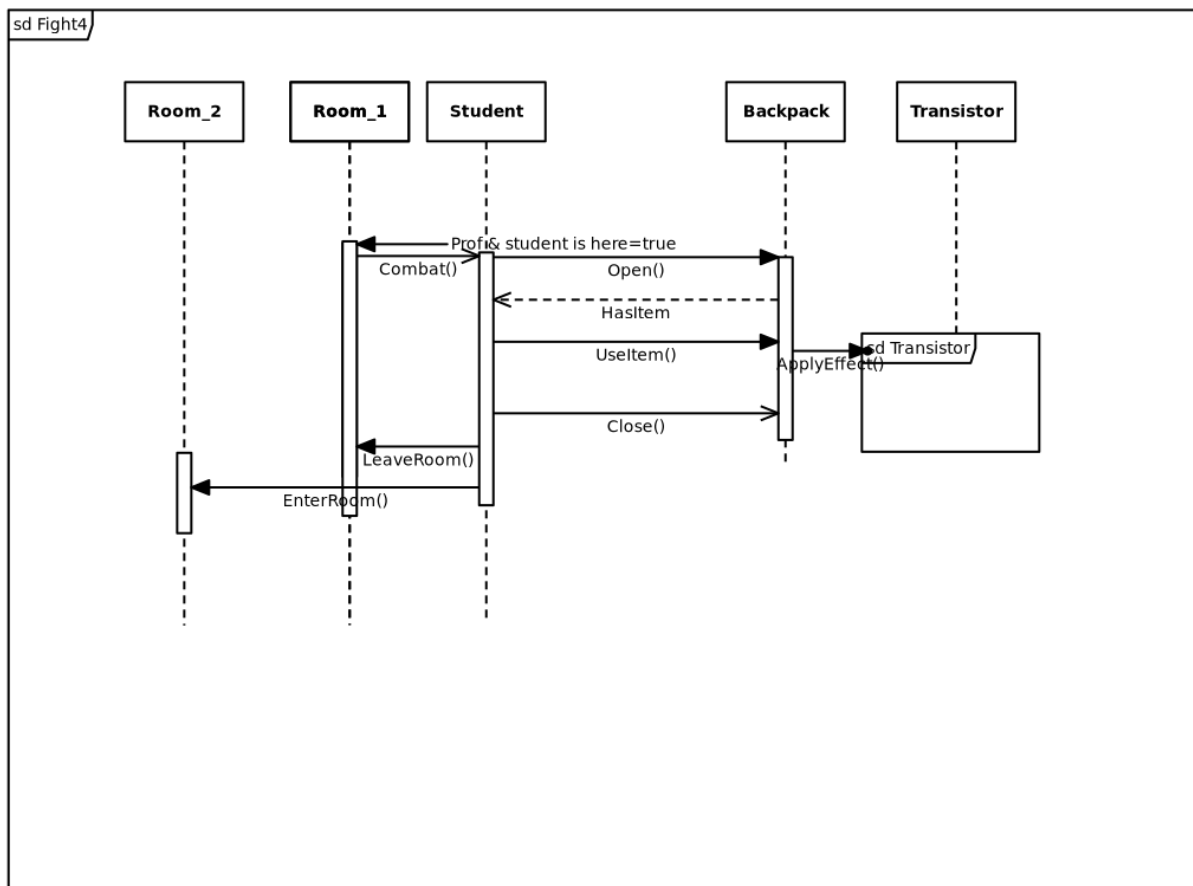 sd Fight4
Room_2
Room_1
Student
Backpack
Transistor
Prof & student is here=true
Combat()
Open()
HasItem
UseItem()
sd Transistor
ApplyEffect()
Close()
LeaveRoom()
EnterRoom()